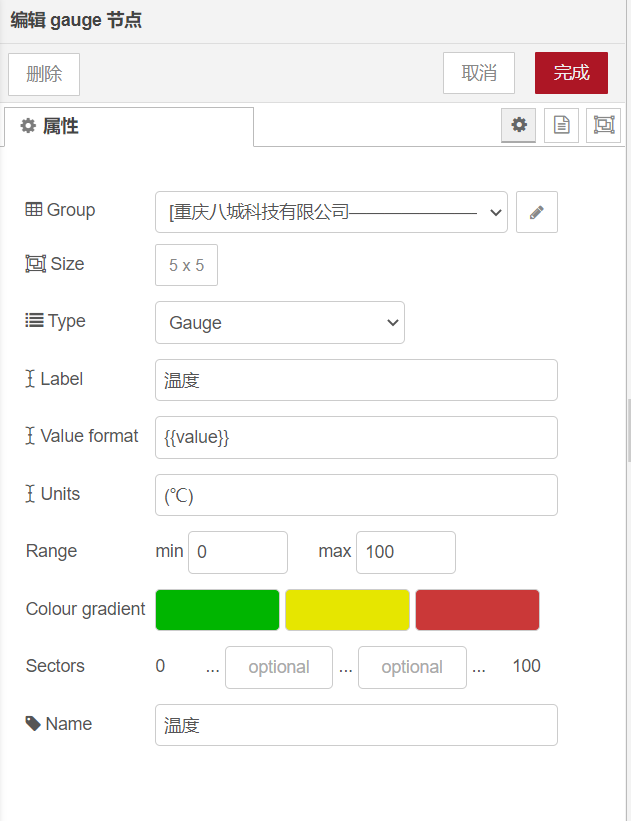 编辑 gauge 节点
删除 取消 完成
属性
Group [重庆八城科技有限公司————————
Size 5 x 5
Type Gauge
Label 温度
Value format {{value}}
Units (℃)
Range min 0 max 100
Colour gradient
Sectors 0 ... optional ... optional ... 100
Name 温度